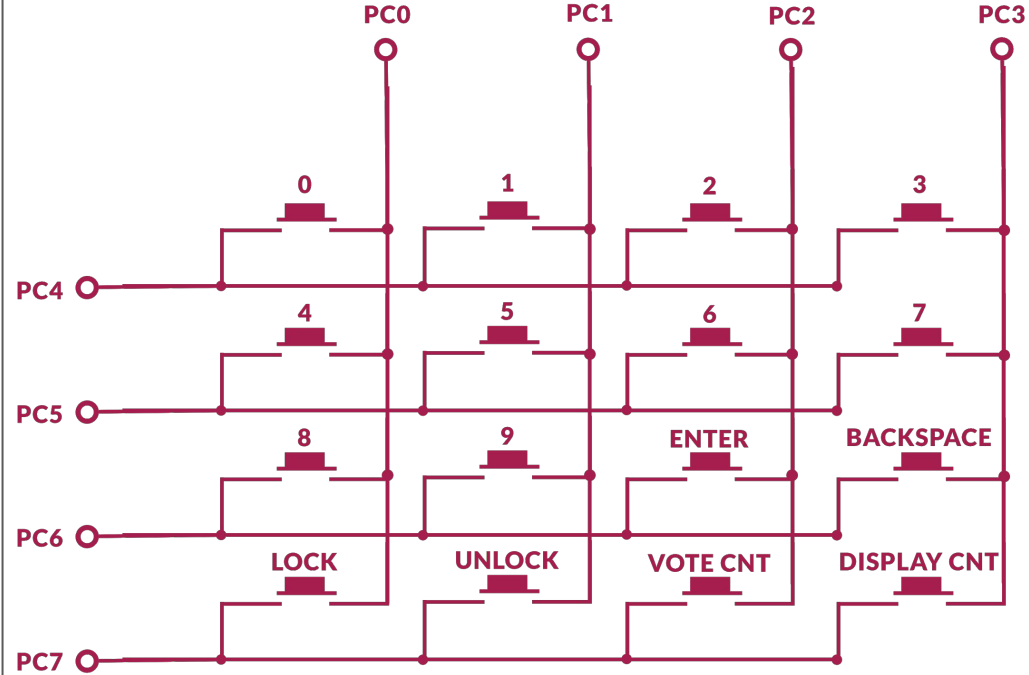 PC0 PC1 PC2 PC3
0 1 2 3
PC4
4 5 6 7
PC5
8 9 ENTER BACKSPACE
PC6
LOCK UNLOCK VOTE CNT DISPLAY CNT
PC7